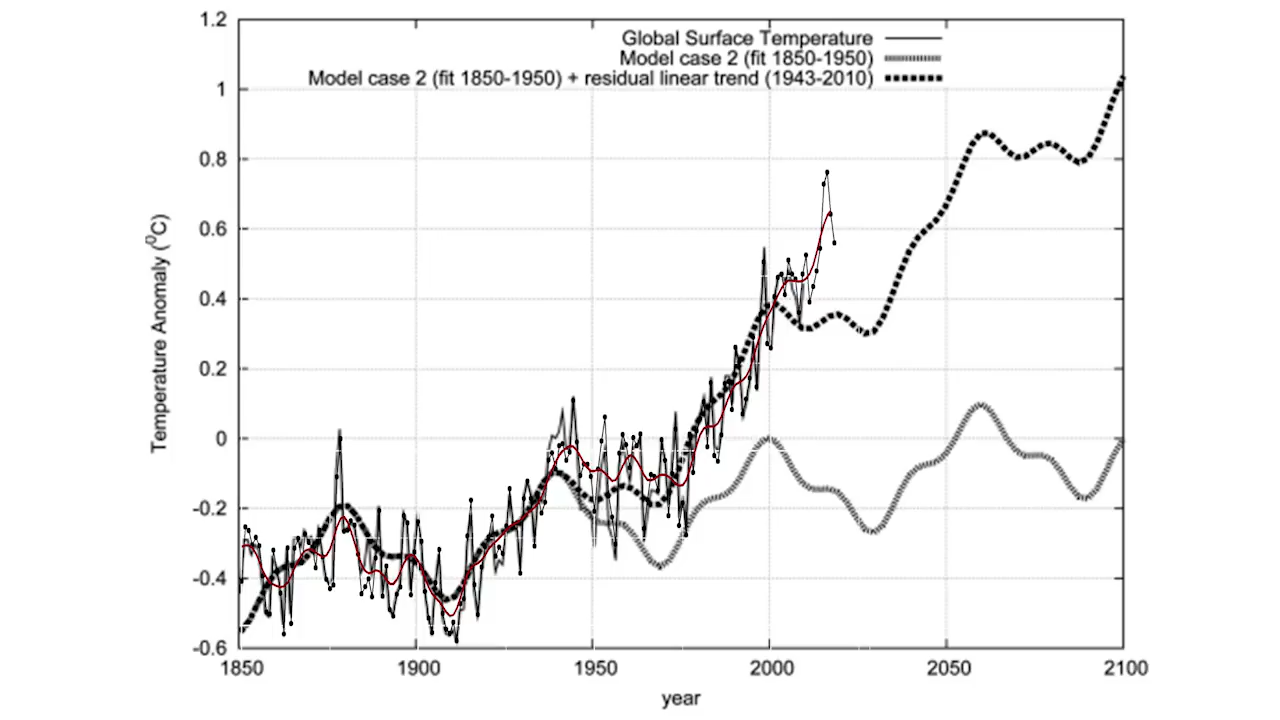 Global Surface Temperature
Model case 2 (fit 1850-1950)
Model case 2 (fit 1850-1950) + residual linear trend (1943-2010)
1.2
1
0.8
0.6
0.4
0.2
0
-0.2
-0.4
-0.6
Temperature Anomaly (⁰C)
1850 1900 1950 2000 2050 2100
year